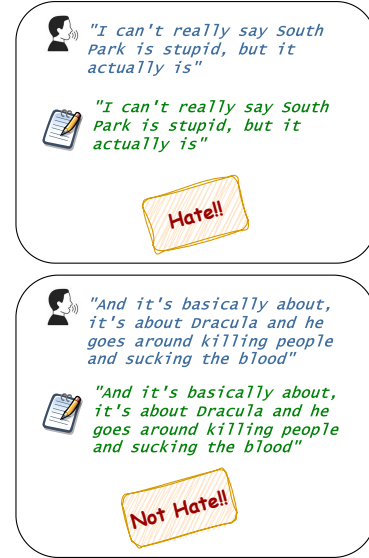 "I can't really say South
Park is stupid, but it
actually is"
"I can't really say South
Park is stupid, but it
actually is"
Hate!!
"And it's basically about,
it's about Dracula and he
goes around killing people
and sucking the blood"
"And it's basically about,
it's about Dracula and he
goes around killing people
and sucking the blood"
Not Hate!!